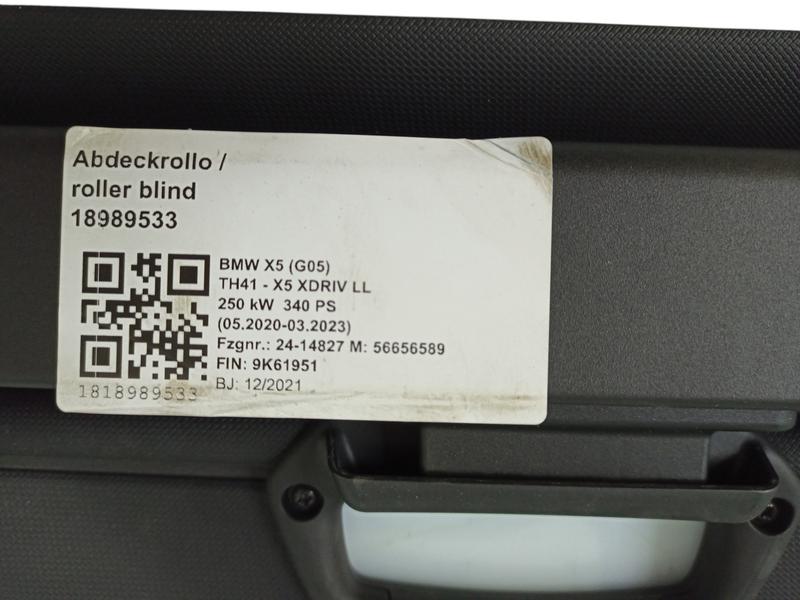 Abdeckrollo /
roller blind
18989533
BMW X5 (G05)
TH41 - X5 XDRIV LL
250 kW 340 PS
(05.2020-03.2023)
Fzgnr.: 24-14827 M: 56656589
FIN: 9K61951
BJ: 12/2021
1818989533